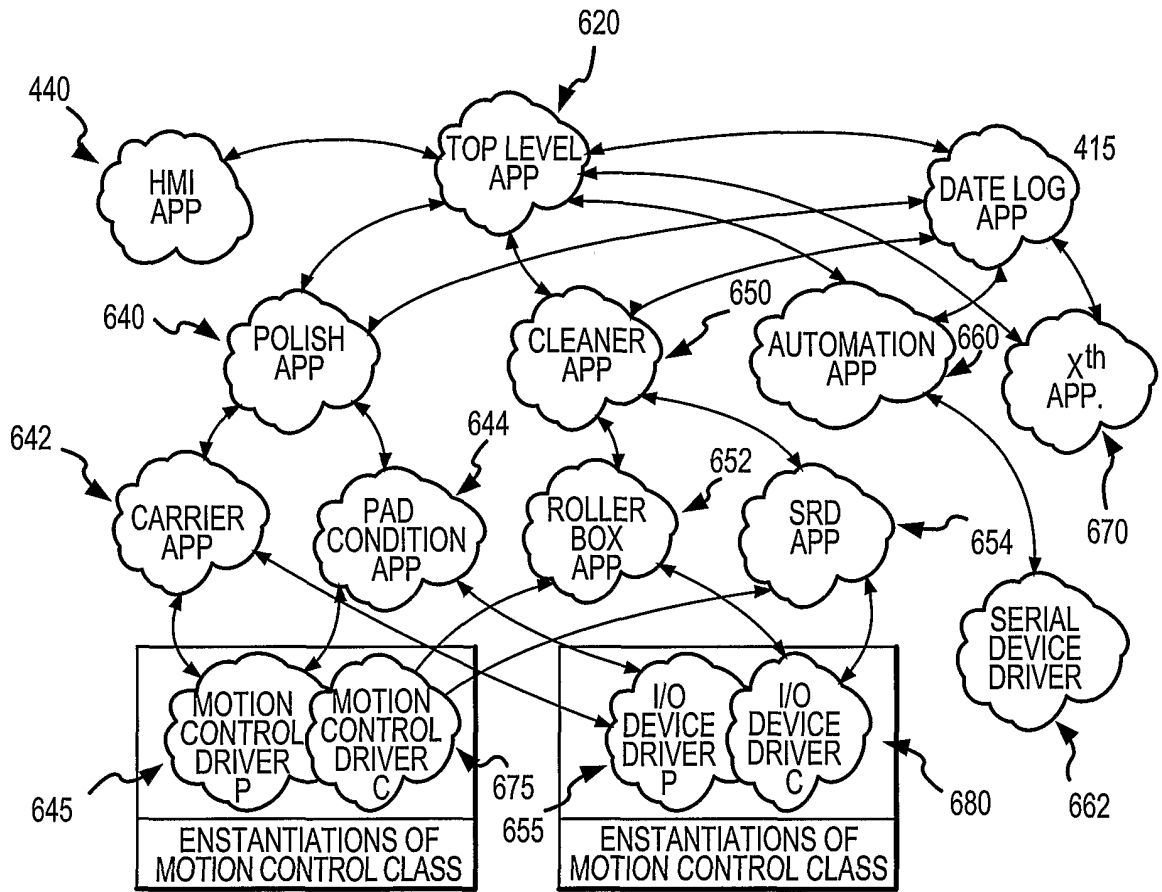 620
440
TOP LEVEL
APP
415
HMI
APP
DATE LOG
APP
640
POLISH
APP
650
CLEANER
APP
AUTOMATION
APP
660
Xth
APP.
642
644
652
CARRIER
APP
PAD
CONDITION
APP
ROLLER
BOX
APP
SRD
APP
654
670
SERIAL
DEVICE
DRIVER
MOTION
CONTROL
DRIVER
P
MOTION
CONTROL
DRIVER
C
I/O
DEVICE
DRIVER
P
I/O
DEVICE
DRIVER
C
645
675
655
680
662
ENSTANTIATIONS OF
MOTION CONTROL CLASS
ENSTANTIATIONS OF
MOTION CONTROL CLASS